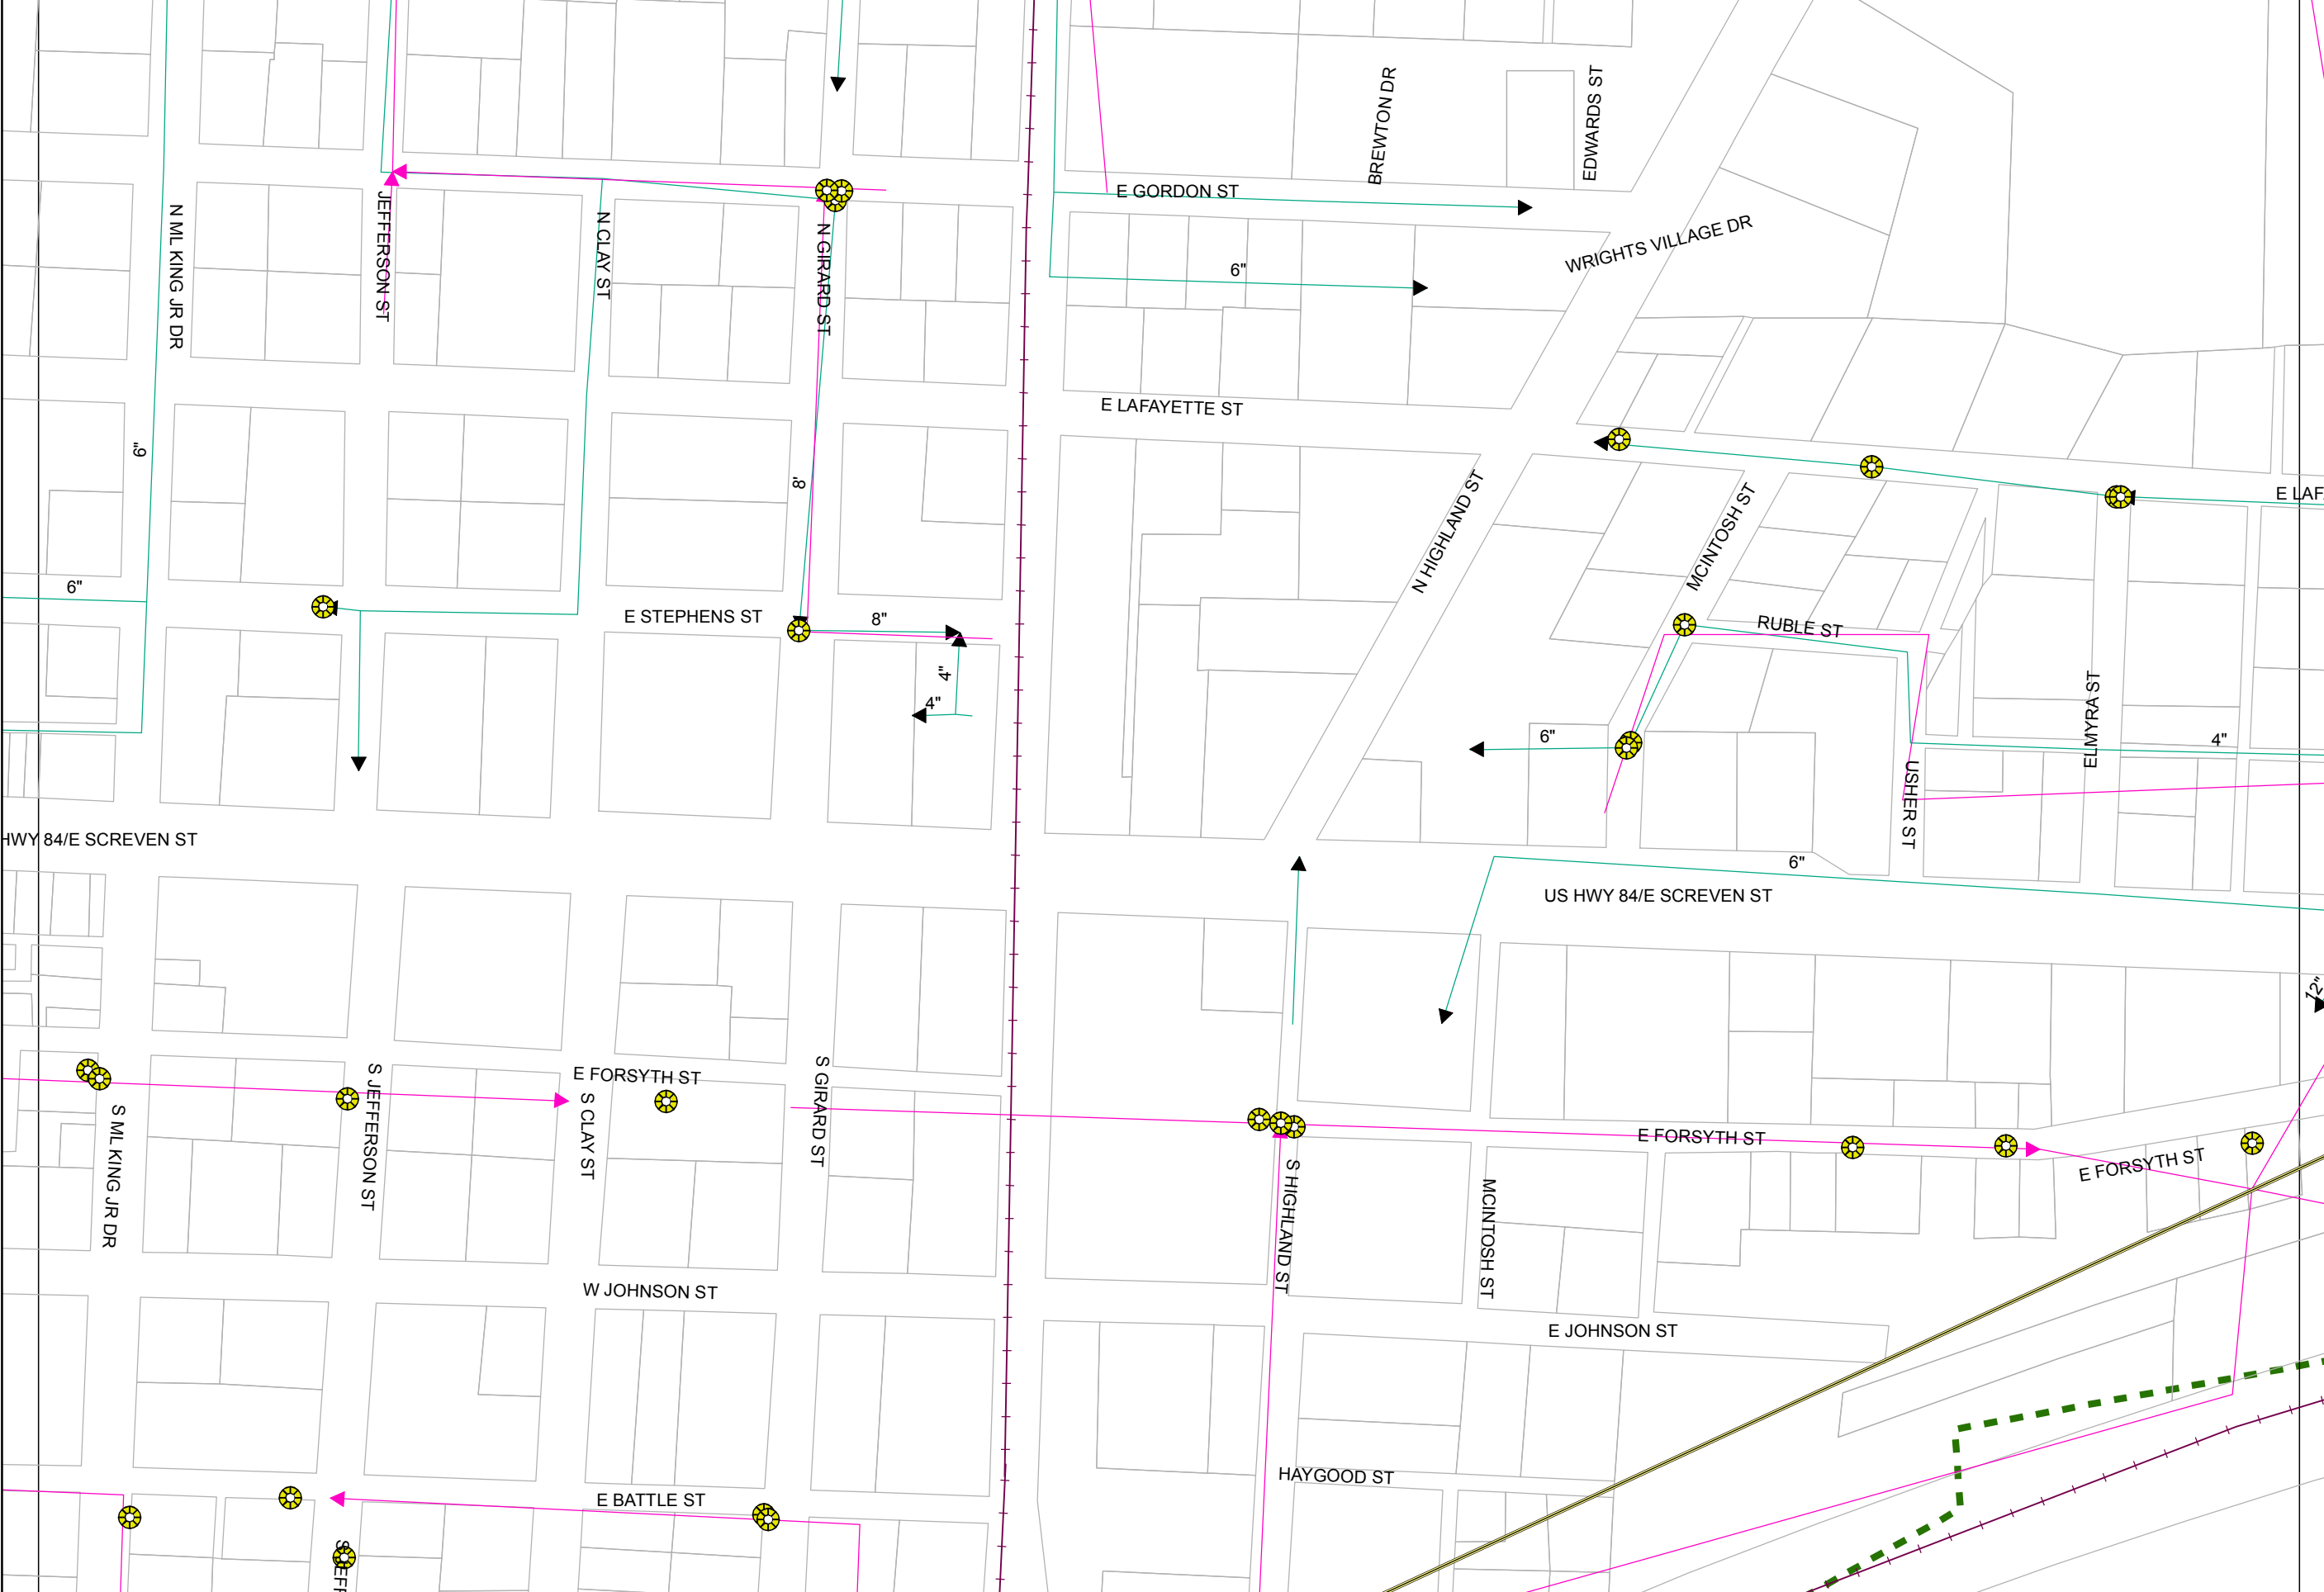 BREWTON DR
EDWARDS ST
E GORDON ST
N ML KING JR DR
JEFFERSON ST
N CLAY ST
N GIRARD ST
WRIGHTS VILLAGE DR
6"
E LAFAYETTE ST
6"
8'
N HIGHLAND ST
MCINTOSH ST
E LAF
6"
E STEPHENS ST
8"
RUBLE ST
4"
4"
6"
ELMYRA ST
4"
USHER ST
HWY 84/E SCREVEN ST
6"
US HWY 84/E SCREVEN ST
12"
E FORSYTH ST
S ML KING JR DR
S JEFFERSON ST
S CLAY ST
S GIRARD ST
E FORSYTH ST
E FORSYTH ST
S HIGHLAND ST
MCINTOSH ST
W JOHNSON ST
E JOHNSON ST
HAYGOOD ST
E BATTLE ST
S JEFF